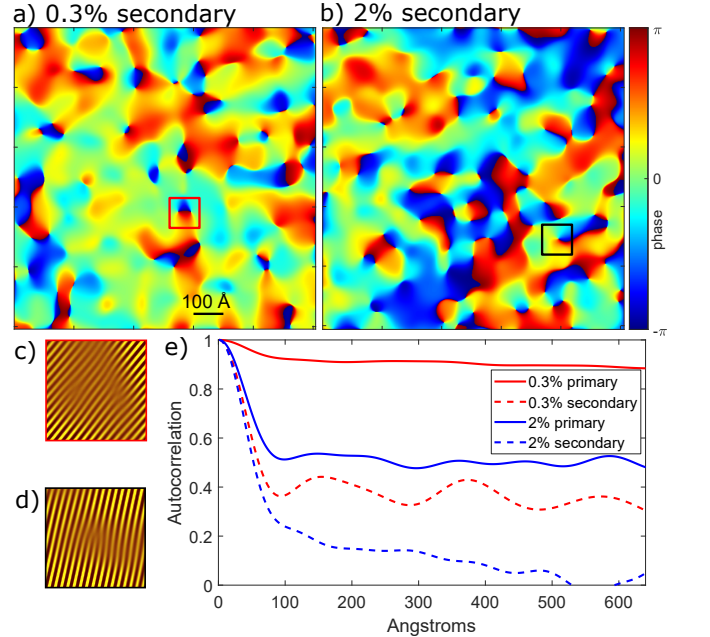 a) 0.3% secondary
b) 2% secondary
π
0
phase
-π
100 Å
c)
d)
e)
Autocorrelation
1
0.8
0.6
0.4
0.2
0
0.3% primary
0.3% secondary
2% primary
2% secondary
0 100 200 300 400 500 600
Angstroms